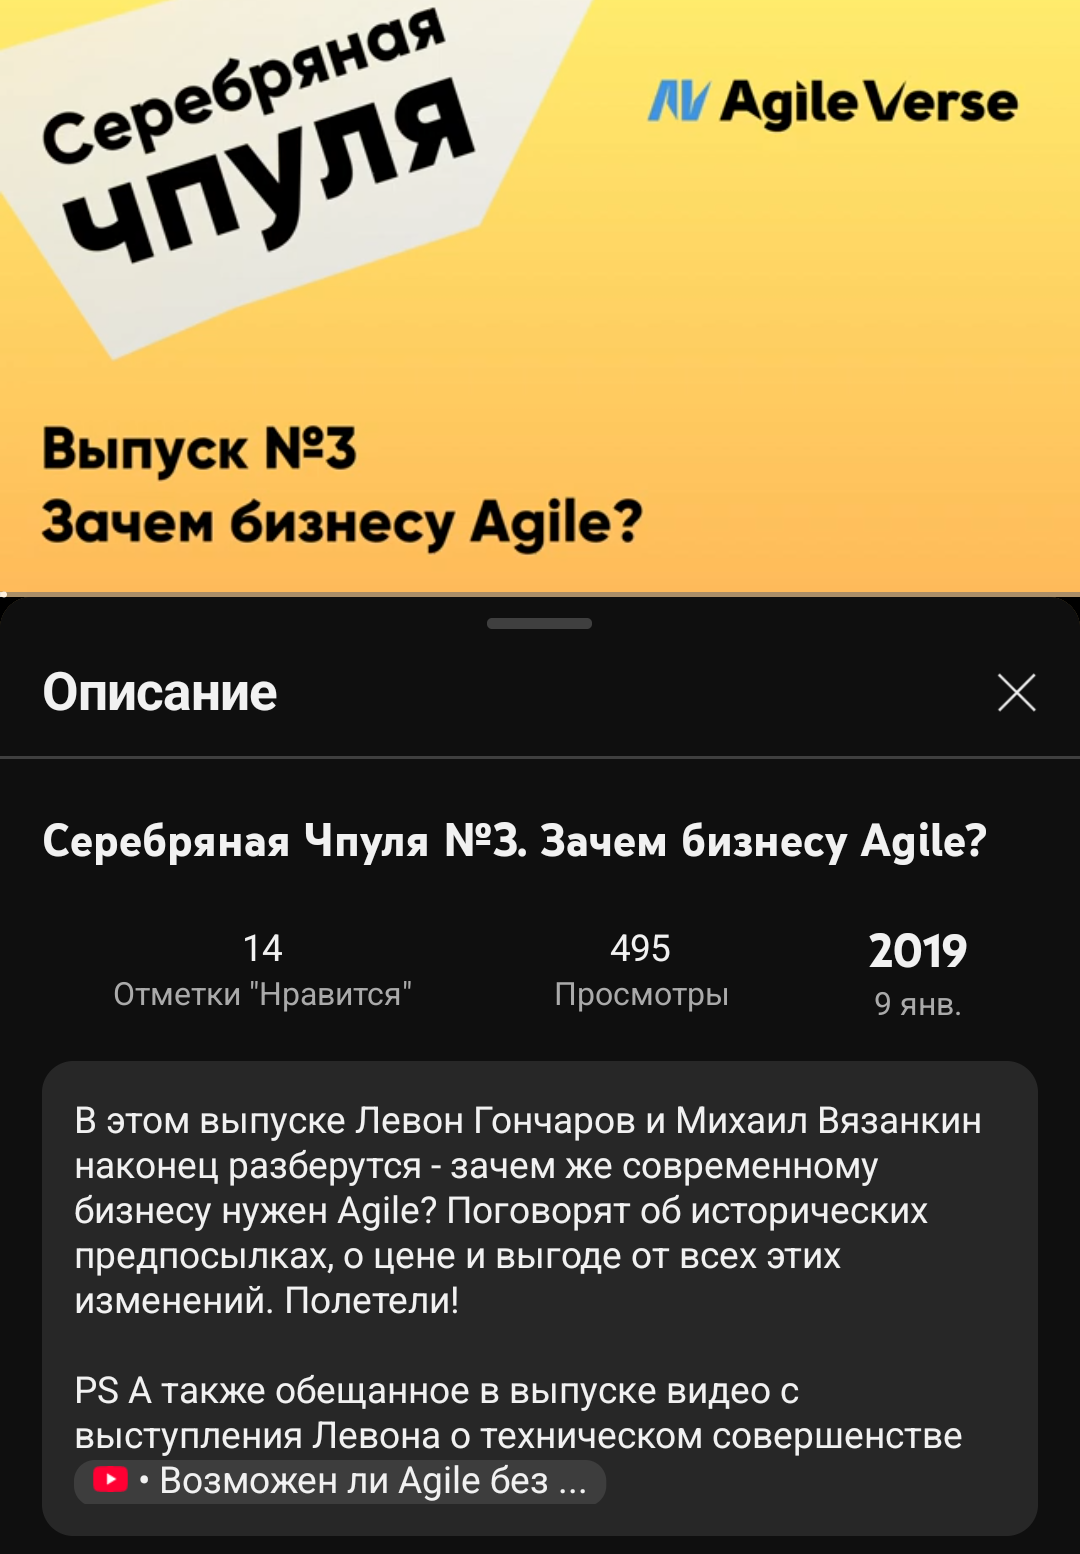 Серебряная
чпуля
AV AgileVerse
Выпуск №3
Зачем бизнесу Agile?
Описание
Серебряная Чпуля №3. Зачем бизнесу Agile?
14
Отметки "Нравится"
495
Просмотры
2019
9 янв.
В этом выпуске Левон Гончаров и Михаил Вязанкин
наконец разберутся - зачем же современному
бизнесу нужен Agile? Поговорят об исторических
предпосылках, о цене и выгоде от всех этих
изменений. Полетели!
PS А также обещанное в выпуске видео с
выступления Левона о техническом совершенстве
• Возможен ли Agile без ...